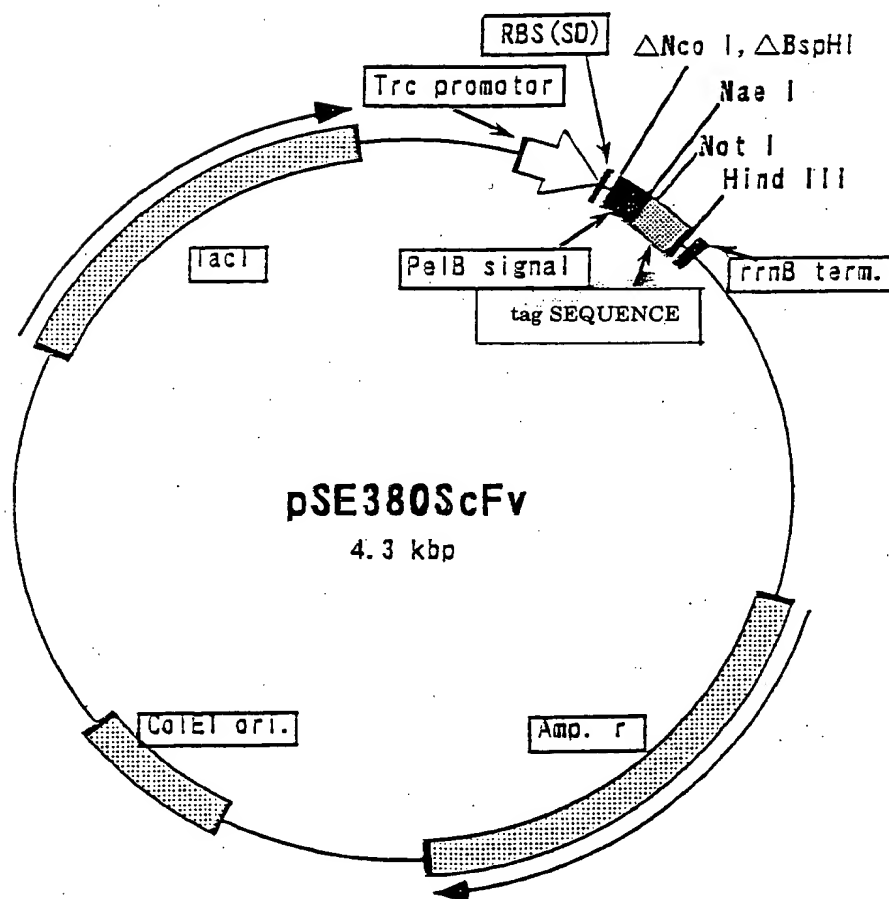 RBS(SD)
△Nco I, △BspHI
Trc promotor
Nae I
Not I
Hind III
lacI
PelB signal
rrnB term.
tag SEQUENCE
pSE380ScFv
4.3 kbp
ColEI ori.
Amp. r